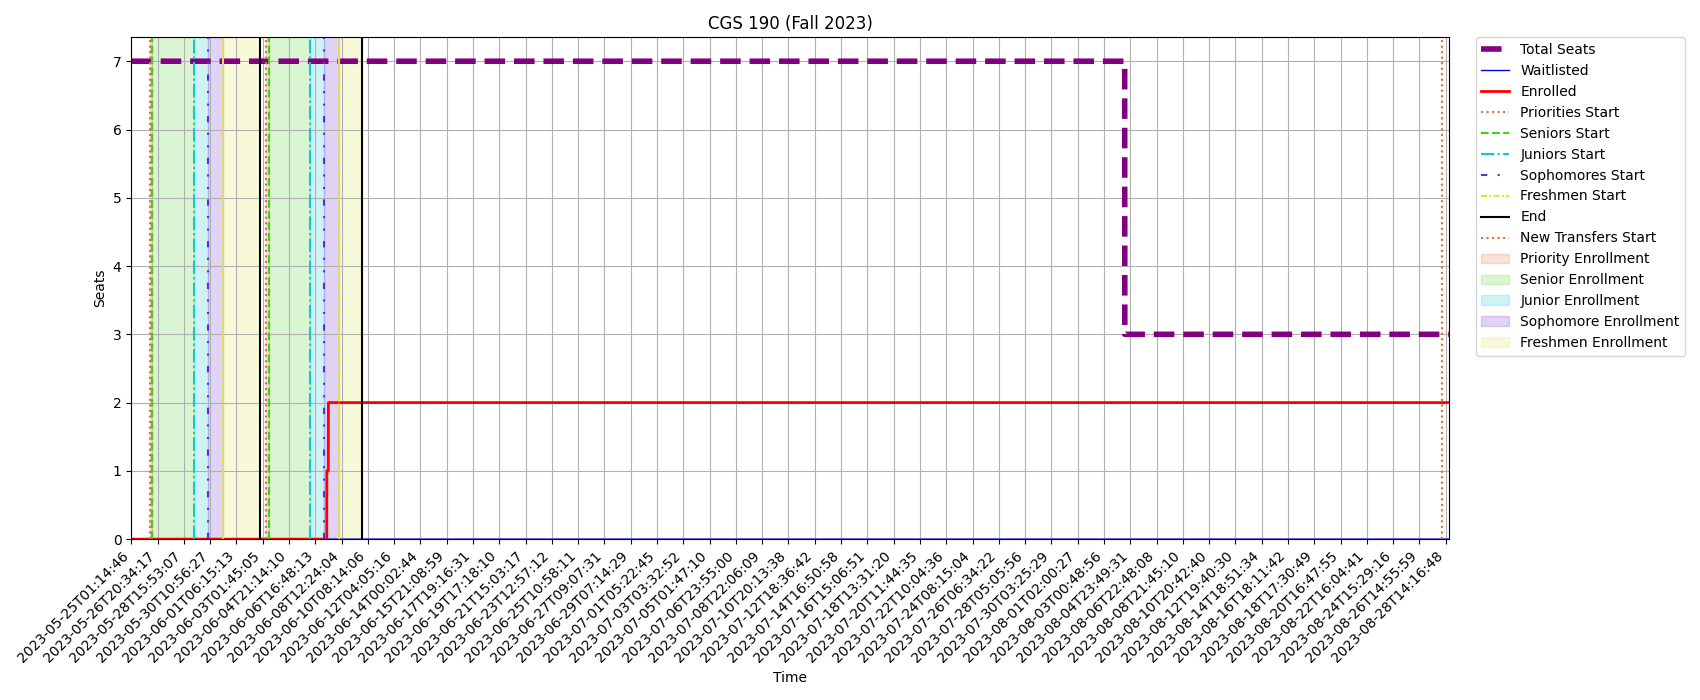 CGS 190 (Fall 2023)
7
6
5
4
3
2
1
0
Seats
2023-05-25T01:14:46
2023-05-26T20:34:17
2023-05-28T15:53:07
2023-05-30T10:56:27
2023-06-01T06:15:13
2023-06-03T01:45:05
2023-06-04T21:14:10
2023-06-06T16:48:13
2023-06-08T12:24:04
2023-06-10T08:14:06
2023-06-12T04:05:16
2023-06-14T00:02:44
2023-06-15T21:08:59
2023-06-17T19:16:31
2023-06-19T17:18:10
2023-06-21T15:03:17
2023-06-23T12:57:12
2023-06-25T10:58:11
2023-06-27T09:07:31
2023-06-29T07:14:29
2023-07-01T05:22:45
2023-07-03T03:32:52
2023-07-05T01:47:10
2023-07-06T23:55:00
2023-07-08T22:06:09
2023-07-10T20:13:38
2023-07-12T18:36:42
2023-07-14T16:50:58
2023-07-16T15:06:51
2023-07-18T13:31:20
2023-07-20T11:44:35
2023-07-22T10:04:36
2023-07-24T08:15:04
2023-07-26T06:34:22
2023-07-28T05:05:56
2023-07-30T03:25:29
2023-08-01T02:00:27
2023-08-03T00:48:56
2023-08-04T23:49:31
2023-08-06T22:48:08
2023-08-08T21:45:10
2023-08-10T20:42:40
2023-08-12T19:40:30
2023-08-14T18:51:34
2023-08-16T18:11:42
2023-08-18T17:30:49
2023-08-20T16:47:55
2023-08-22T16:04:41
2023-08-24T15:29:16
2023-08-26T14:55:59
2023-08-28T14:16:48
Time
Total Seats
Waitlisted
Enrolled
Priorities Start
Seniors Start
Juniors Start
Sophomores Start
Freshmen Start
End
New Transfers Start
Priority Enrollment
Senior Enrollment
Junior Enrollment
Sophomore Enrollment
Freshmen Enrollment